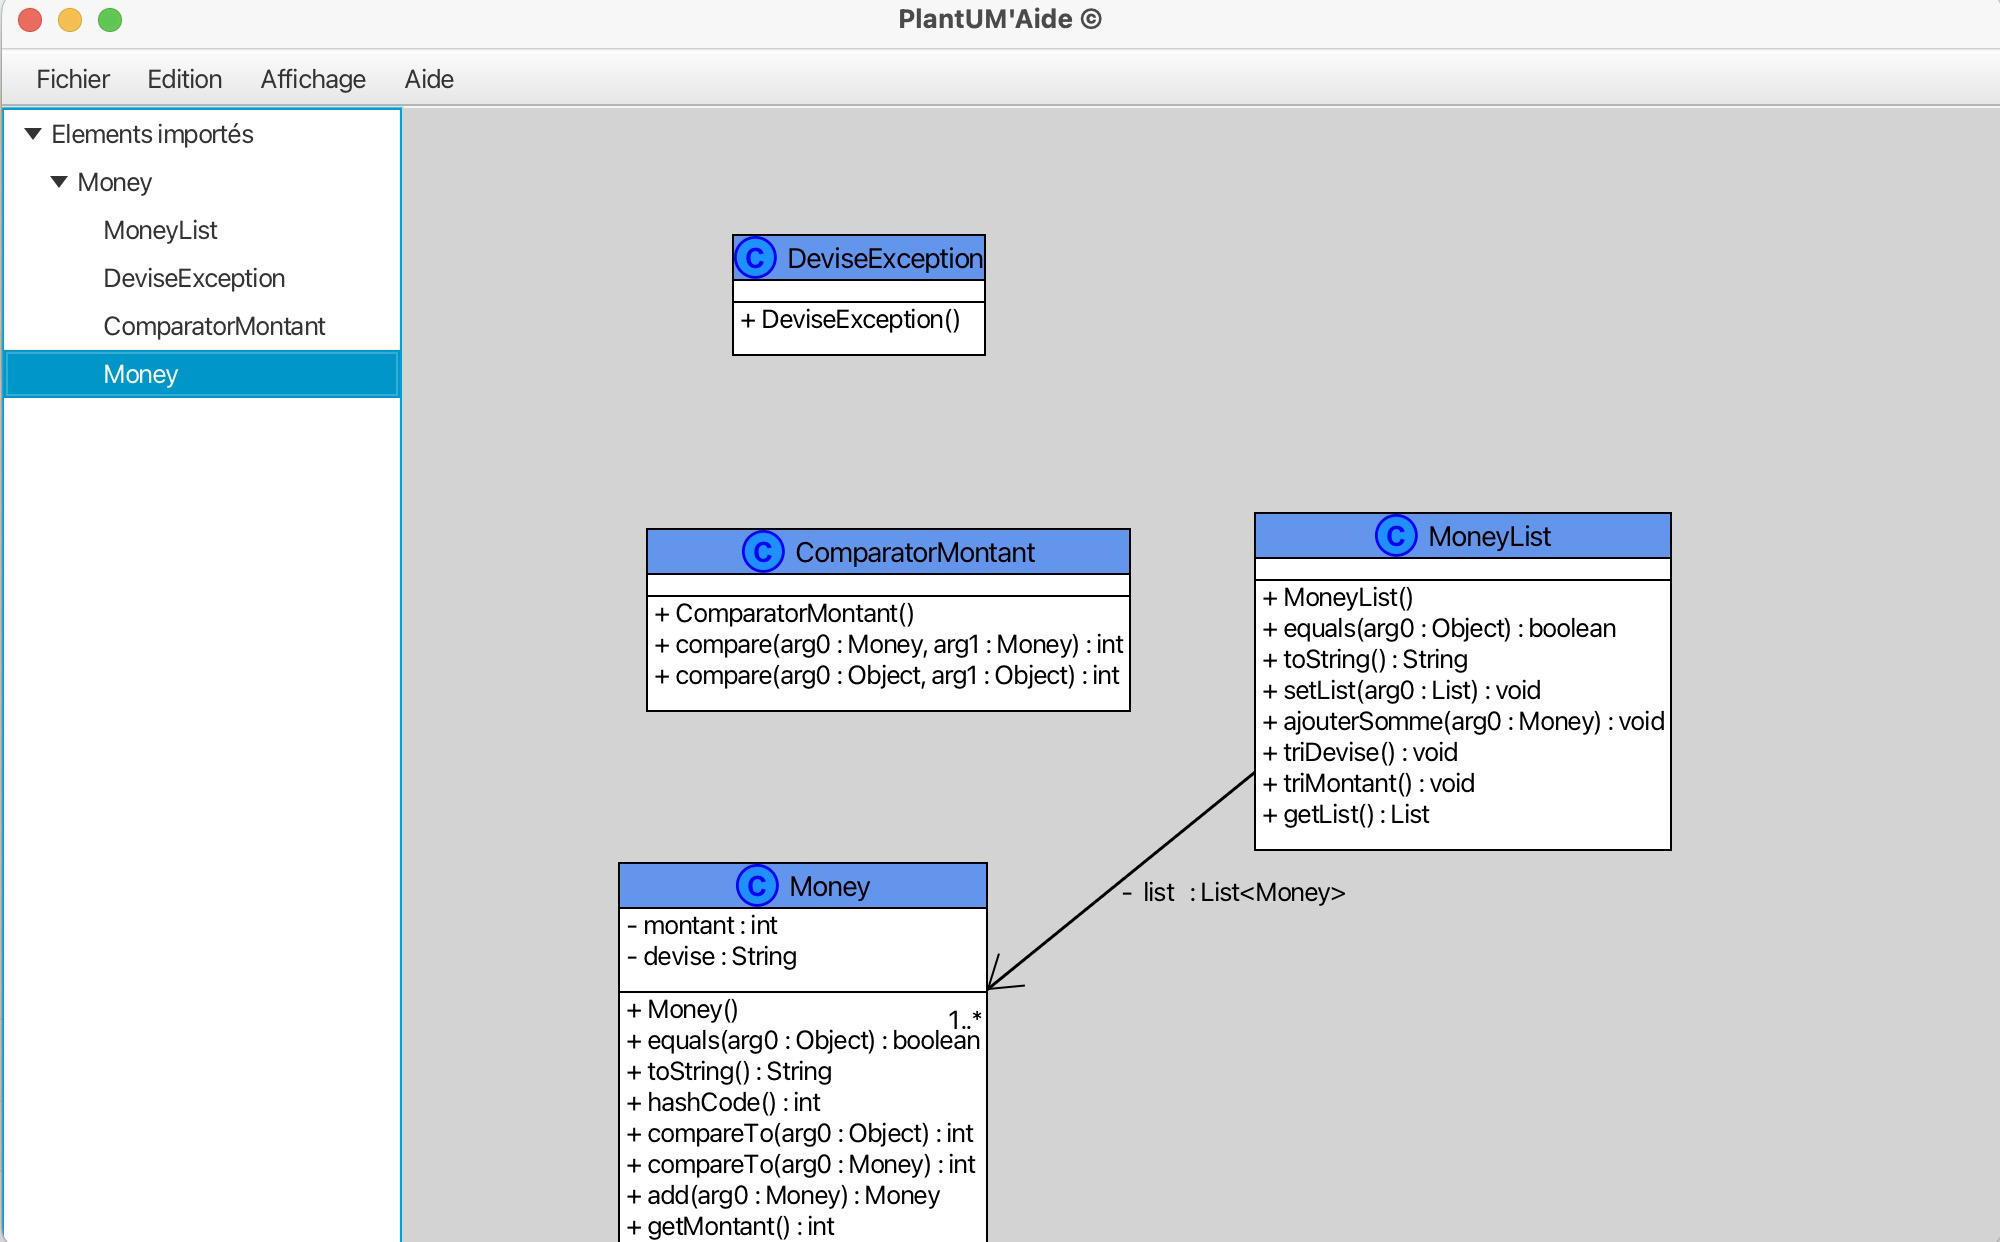 PlantUM'Aide ©
Fichier Edition Affichage Aide
Elements importés
Money
MoneyList
DeviseException
ComparatorMontant
Money
C DeviseException
+ DeviseException()
C ComparatorMontant
+ ComparatorMontant()
+ compare(arg0 : Money, arg1 : Money) : int
+ compare(arg0 : Object, arg1 : Object) : int
C MoneyList
+ MoneyList()
+ equals(arg0 : Object) : boolean
+ toString() : String
+ setList(arg0 : List) : void
+ ajouterSomme(arg0 : Money) : void
+ triDevise() : void
+ triMontant() : void
+ getList() : List
- list : List<Money>
C Money
- montant : int
- devise : String
+ Money()
1..*
+ equals(arg0 : Object) : boolean
+ toString() : String
+ hashCode() : int
+ compareTo(arg0 : Object) : int
+ compareTo(arg0 : Money) : int
+ add(arg0 : Money) : Money
+ getMontant() : int